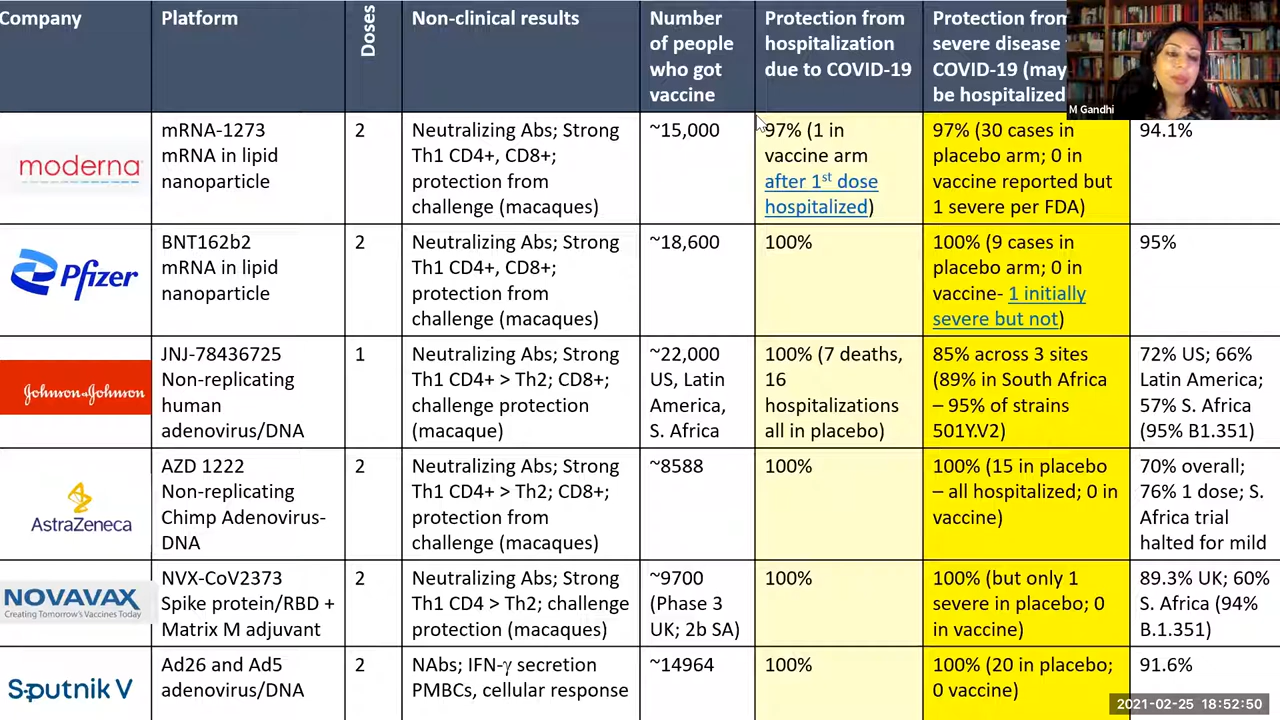 Company
Platform
Doses
Non-clinical results
Number
of people
who got
vaccine
Protection from
hospitalization
due to COVID-19
Protection from
severe disease
COVID-19 (may
be hospitalized
M Gandhi
moderna
mRNA-1273
mRNA in lipid
nanoparticle
2
Neutralizing Abs; Strong
Th1 CD4+, CD8+;
protection from
challenge (macaques)
~15,000
97% (1 in
vaccine arm
after 1st dose
hospitalized)
97% (30 cases in
placebo arm; 0 in
vaccine reported but
1 severe per FDA)
94.1%
Pfizer
BNT162b2
mRNA in lipid
nanoparticle
2
Neutralizing Abs; Strong
Th1 CD4+, CD8+;
protection from
challenge (macaques)
~18,600
100%
100% (9 cases in
placebo arm; 0 in
vaccine- 1 initially
severe but not)
95%
Johnson & Johnson
JNJ-78436725
Non-replicating
human
adenovirus/DNA
1
Neutralizing Abs; Strong
Th1 CD4+ > Th2; CD8+;
challenge protection
(macaque)
~22,000
US, Latin
America,
S. Africa
100% (7 deaths,
16
hospitalizations
all in placebo)
85% across 3 sites
(89% in South Africa
– 95% of strains
501Y.V2)
72% US; 66%
Latin America;
57% S. Africa
(95% B1.351)
AstraZeneca
AZD 1222
Non-replicating
Chimp Adenovirus-
DNA
2
Neutralizing Abs; Strong
Th1 CD4+ > Th2; CD8+;
protection from
challenge (macaques)
~8588
100%
100% (15 in placebo
– all hospitalized; 0 in
vaccine)
70% overall;
76% 1 dose; S.
Africa trial
halted for mild
NOVAVAX
Creating Tomorrow's Vaccines Today
NVX-CoV2373
Spike protein/RBD +
Matrix M adjuvant
2
Neutralizing Abs; Strong
Th1 CD4 > Th2; challenge
protection (macaques)
~9700
(Phase 3
UK; 2b SA)
100%
100% (but only 1
severe in placebo; 0
in vaccine)
89.3% UK; 60%
S. Africa (94%
B.1.351)
Sputnik V
Ad26 and Ad5
adenovirus/DNA
2
NAbs; IFN-γ secretion
PMBCs, cellular response
~14964
100%
100% (20 in placebo;
0 vaccine)
91.6%
2021-02-25 18:52:50